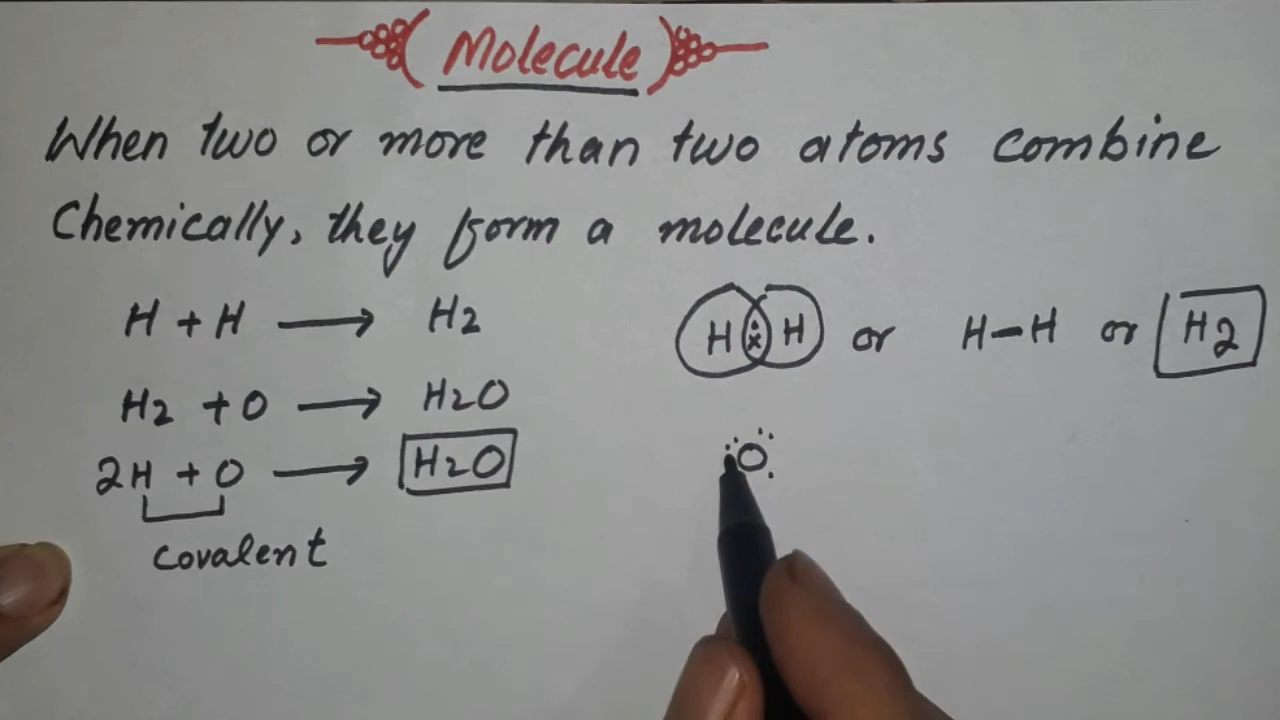 Molecule
When two or more than two atoms combine
Chemically, they form a molecule.
H + H → H2
H2 + O → H2O
2H + O → H2O
covalent
H H or H-H or H2
O